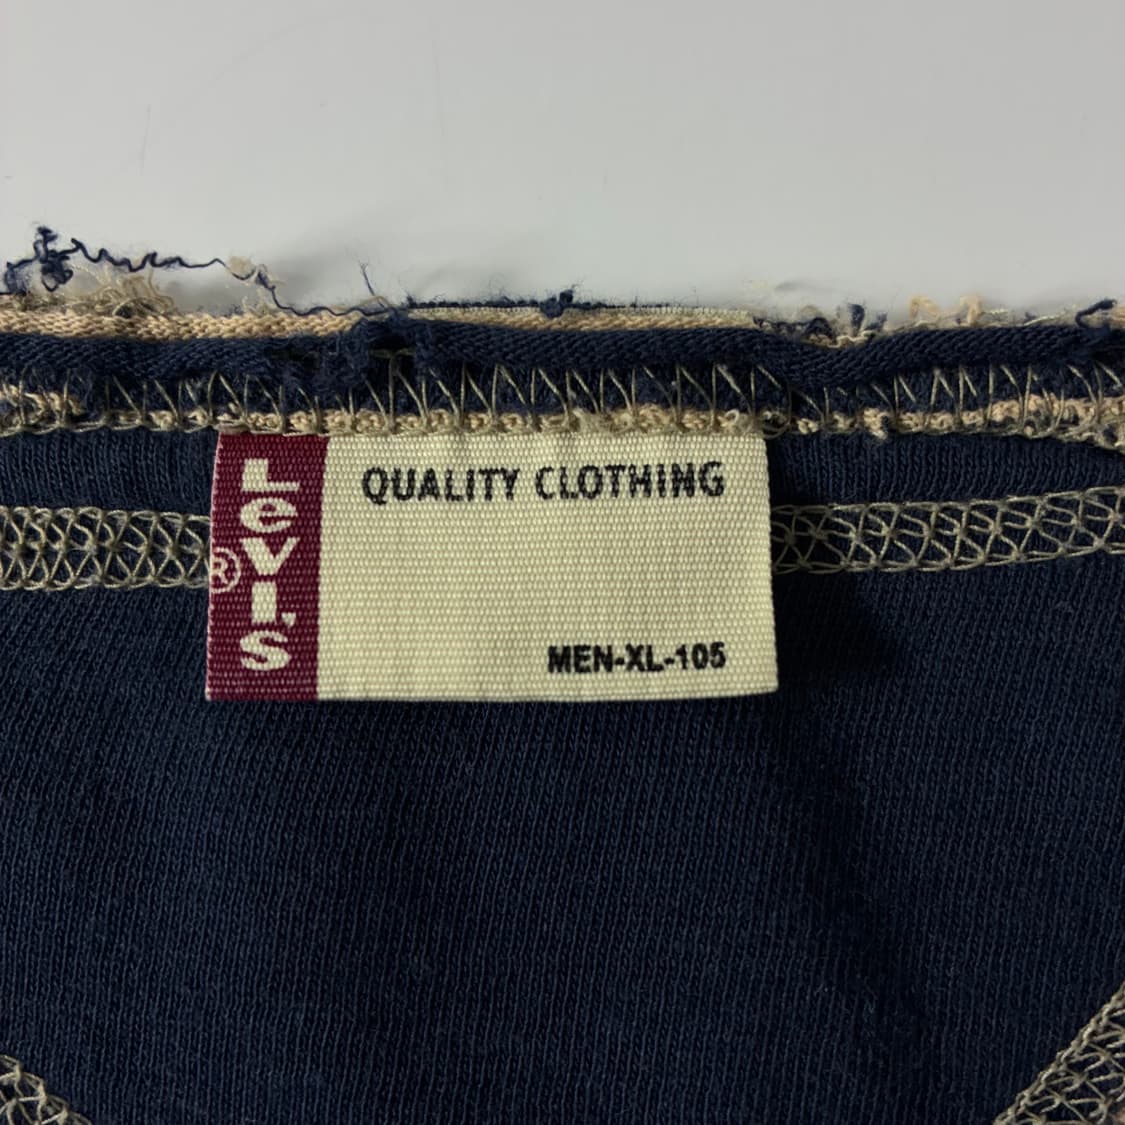 Levi's
®
QUALITY CLOTHING
MEN-XL-105